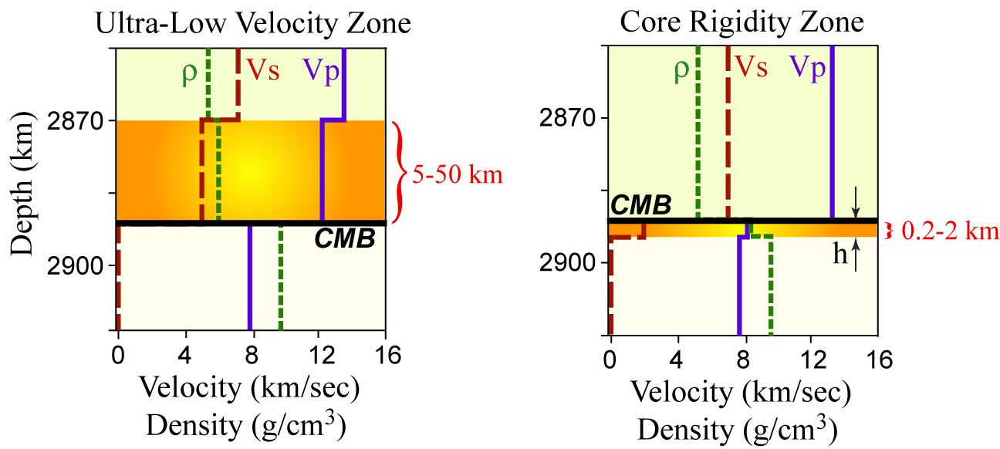 Ultra-Low Velocity Zone
ρ Vs Vp
Depth (km)
2870
2900
5-50 km
CMB
0 4 8 12 16
Velocity (km/sec)
Density (g/cm³)
Core Rigidity Zone
ρ Vs Vp
2870
CMB
0.2-2 km
h
2900
0 4 8 12 16
Velocity (km/sec)
Density (g/cm³)